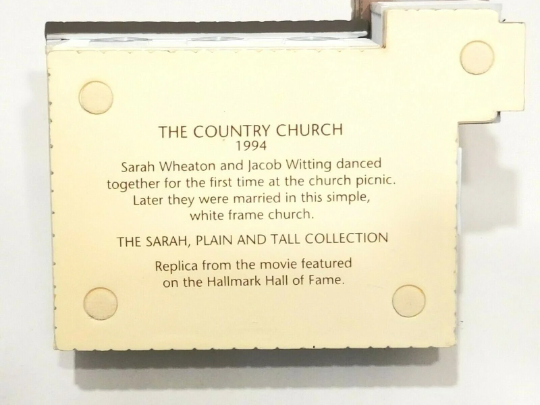 THE COUNTRY CHURCH
1994
Sarah Wheaton and Jacob Witting danced
together for the first time at the church picnic.
Later they were married in this simple,
white frame church.
THE SARAH, PLAIN AND TALL COLLECTION
Replica from the movie featured
on the Hallmark Hall of Fame.